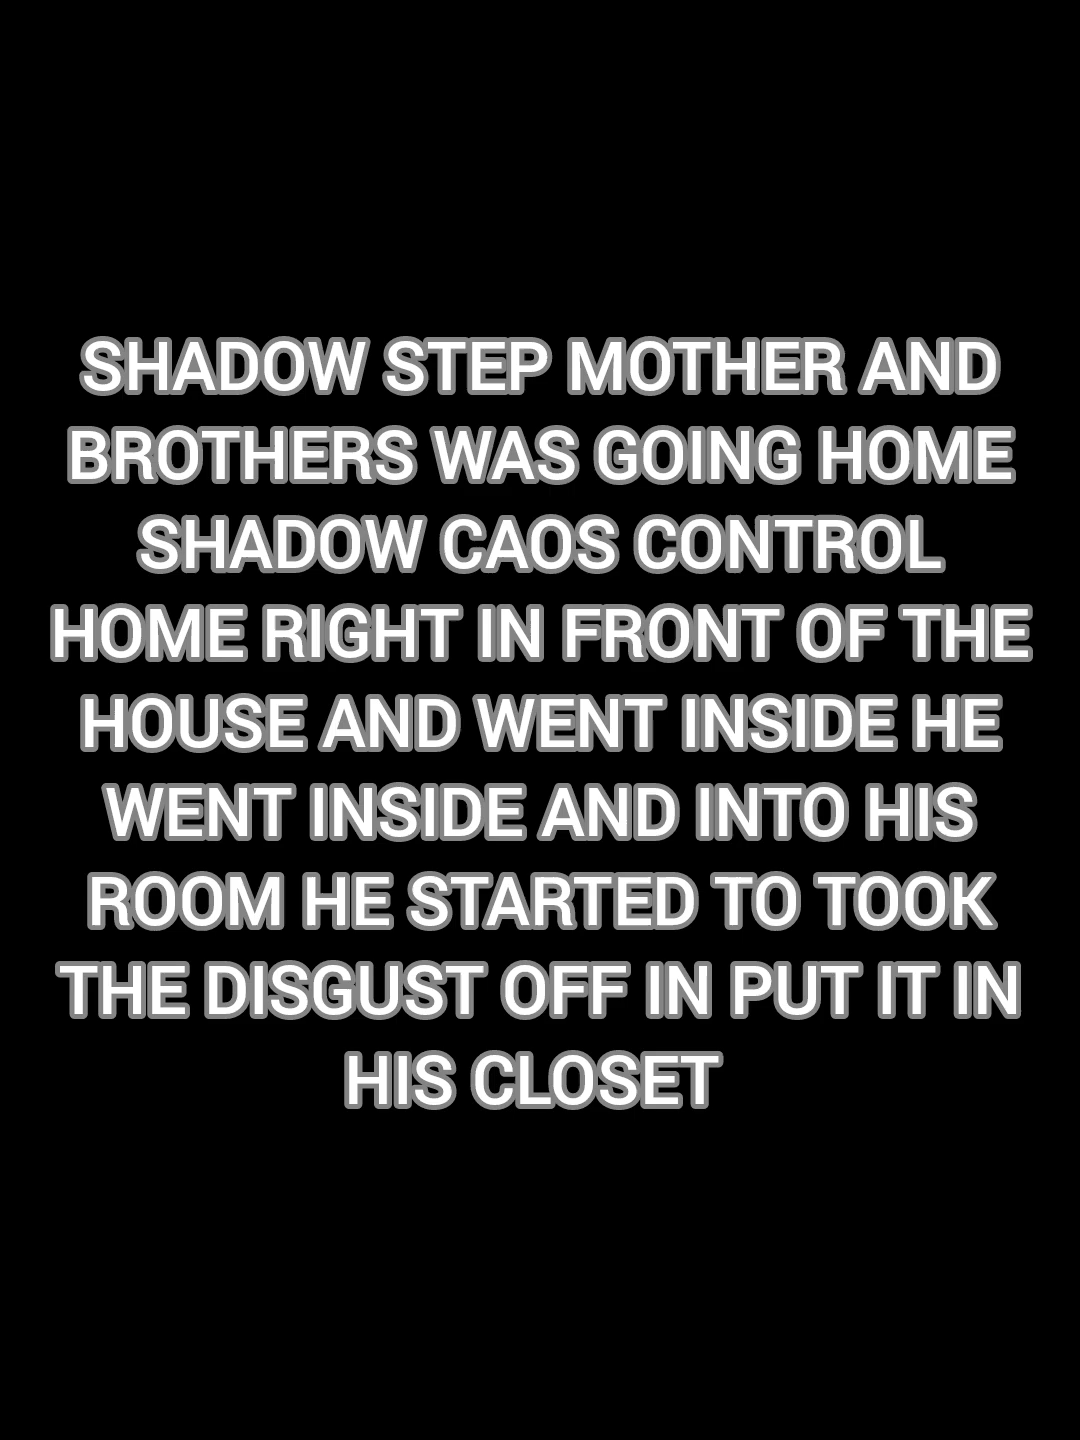 SHADOW STEP MOTHER AND
BROTHERS WAS GOING HOME
SHADOW CAOS CONTROL
HOME RIGHT IN FRONT OF THE
HOUSE AND WENT INSIDE HE
WENT INSIDE AND INTO HIS
ROOM HE STARTED TO TOOK
THE DISGUST OFF IN PUT IT IN
HIS CLOSET